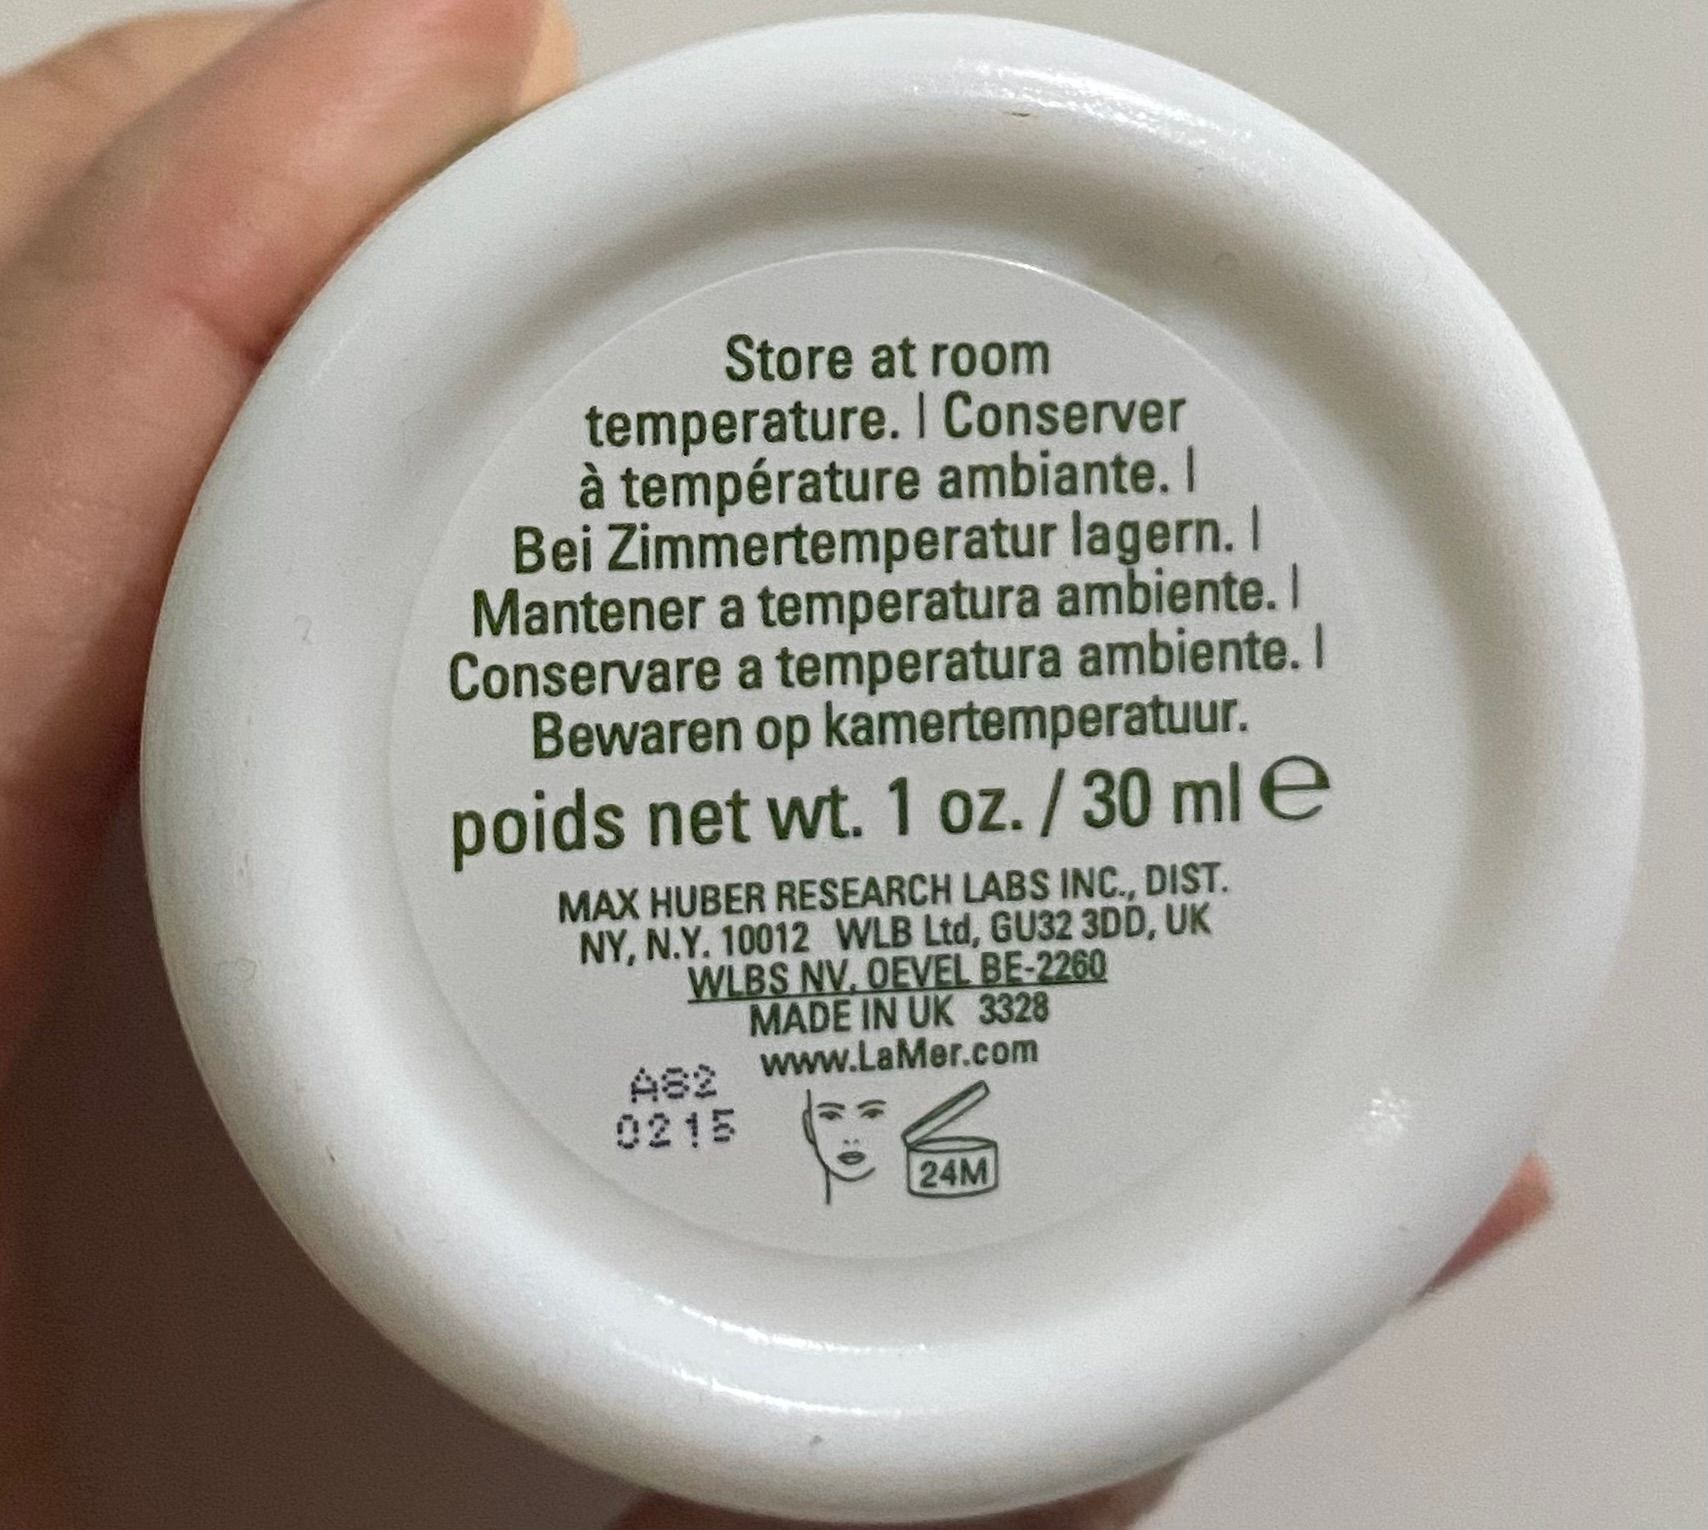 Store at room
temperature. | Conserver
à température ambiante. |
Bei Zimmertemperatur lagern. |
Mantener a temperatura ambiente. |
Conservare a temperatura ambiente. |
Bewaren op kamertemperatuur.
poids net wt. 1 oz. / 30 ml ℮
MAX HUBER RESEARCH LABS INC., DIST.
NY, N.Y. 10012 WLB Ltd, GU32 3DD, UK
WLBS NV, OEVEL BE-2260
MADE IN UK 3328
www.LaMer.com
A82
0215
24M